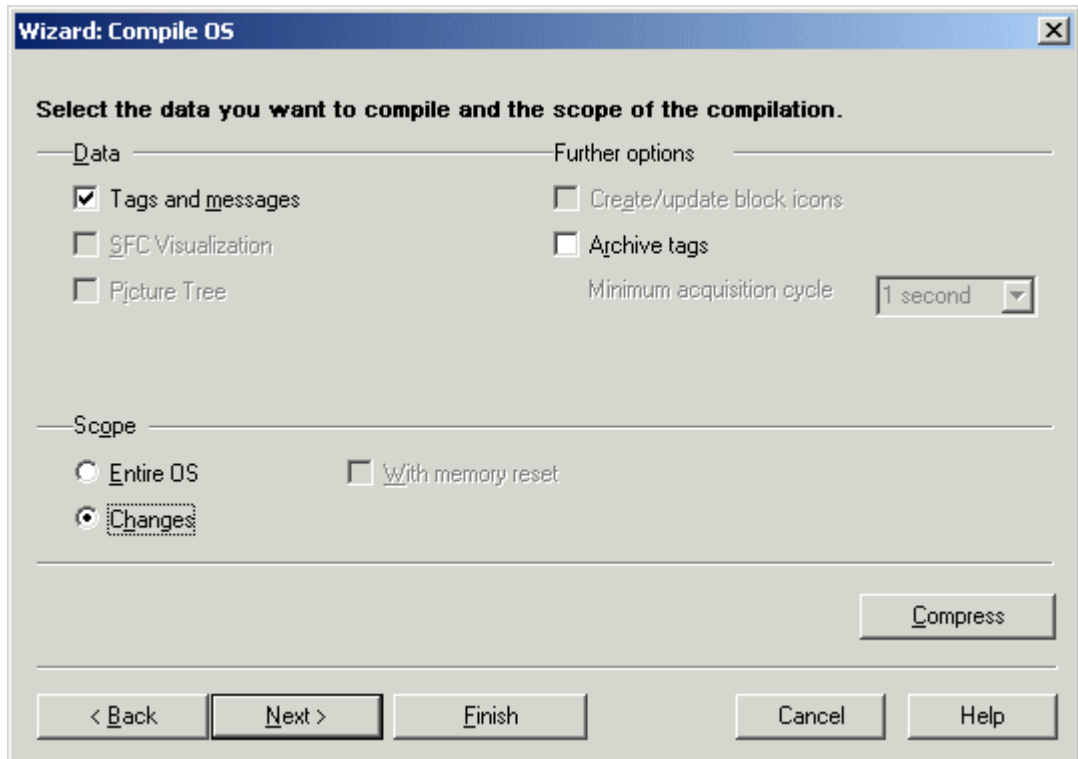 Wizard: Compile OS
Select the data you want to compile and the scope of the compilation.
Data
Further options
Tags and messages
Create/update block icons
SFC Visualization
Archive tags
Picture Tree
Minimum acquisition cycle
1 second
Scope
Entire OS
With memory reset
Changes
Compress
< Back
Next >
Finish
Cancel
Help